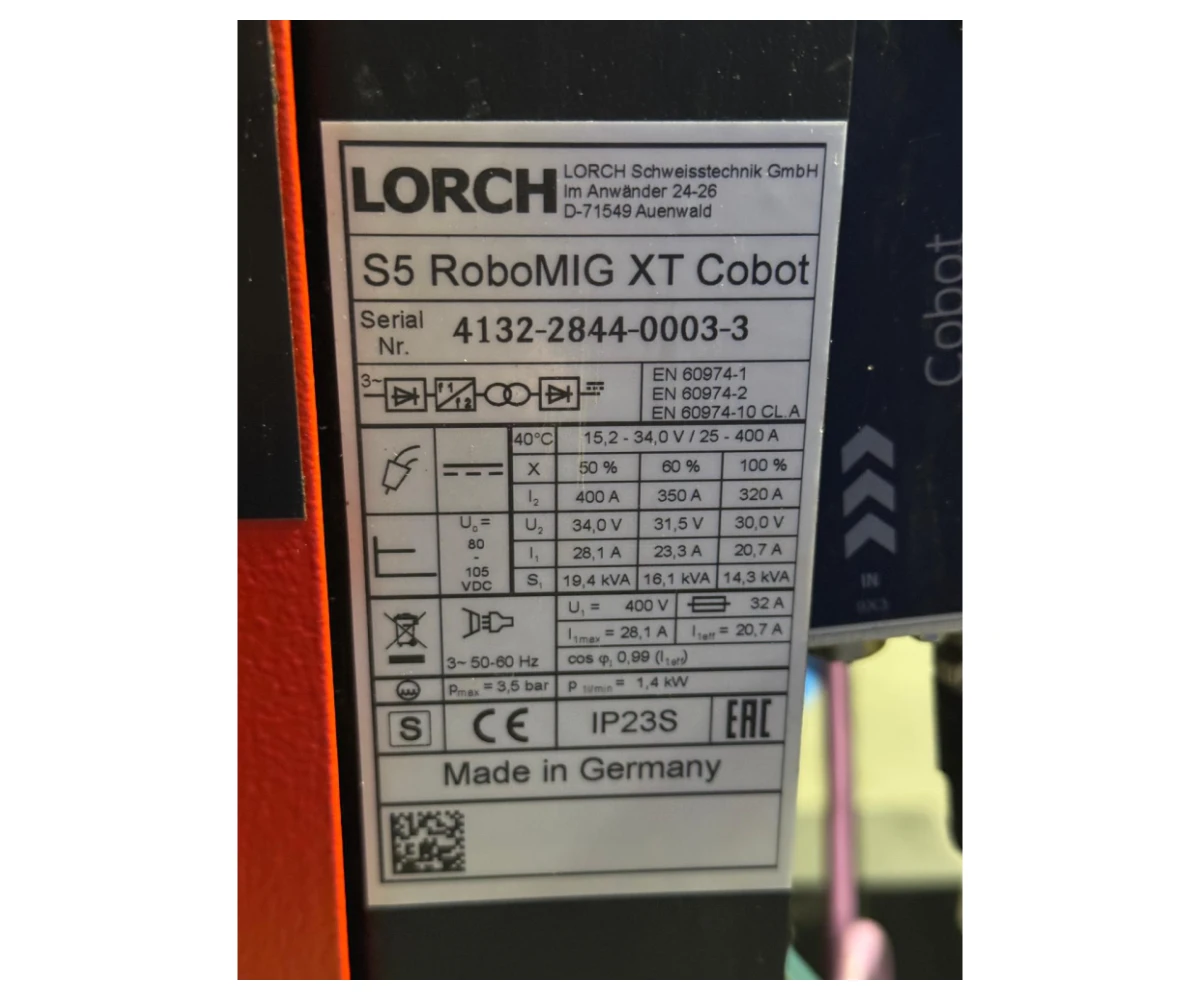 LORCH
LORCH Schweisstechnik GmbH
Im Anwänder 24-26
D-71549 Auenwald
S5 RoboMIG XT Cobot
Serial Nr.
4132-2844-0003-3
3~
f1
f2
EN 60974-1
EN 60974-2
EN 60974-10 CL.A
40°C 15,2 - 34,0 V / 25 - 400 A
X 50 % 60 % 100 %
I2 400 A 350 A 320 A
U0 = 80 - 105 VDC
U2 34,0 V 31,5 V 30,0 V
I1 28,1 A 23,3 A 20,7 A
S1 19,4 kVA 16,1 kVA 14,3 kVA
3~ 50-60 Hz
U1 = 400 V 32 A
I1max = 28,1 A I1eff = 20,7 A
cos φ1 0,99 (I1eff)
pmax = 3,5 bar p 1l/min = 1,4 kW
S CE IP23S EAC
Made in Germany
Cobot
IN